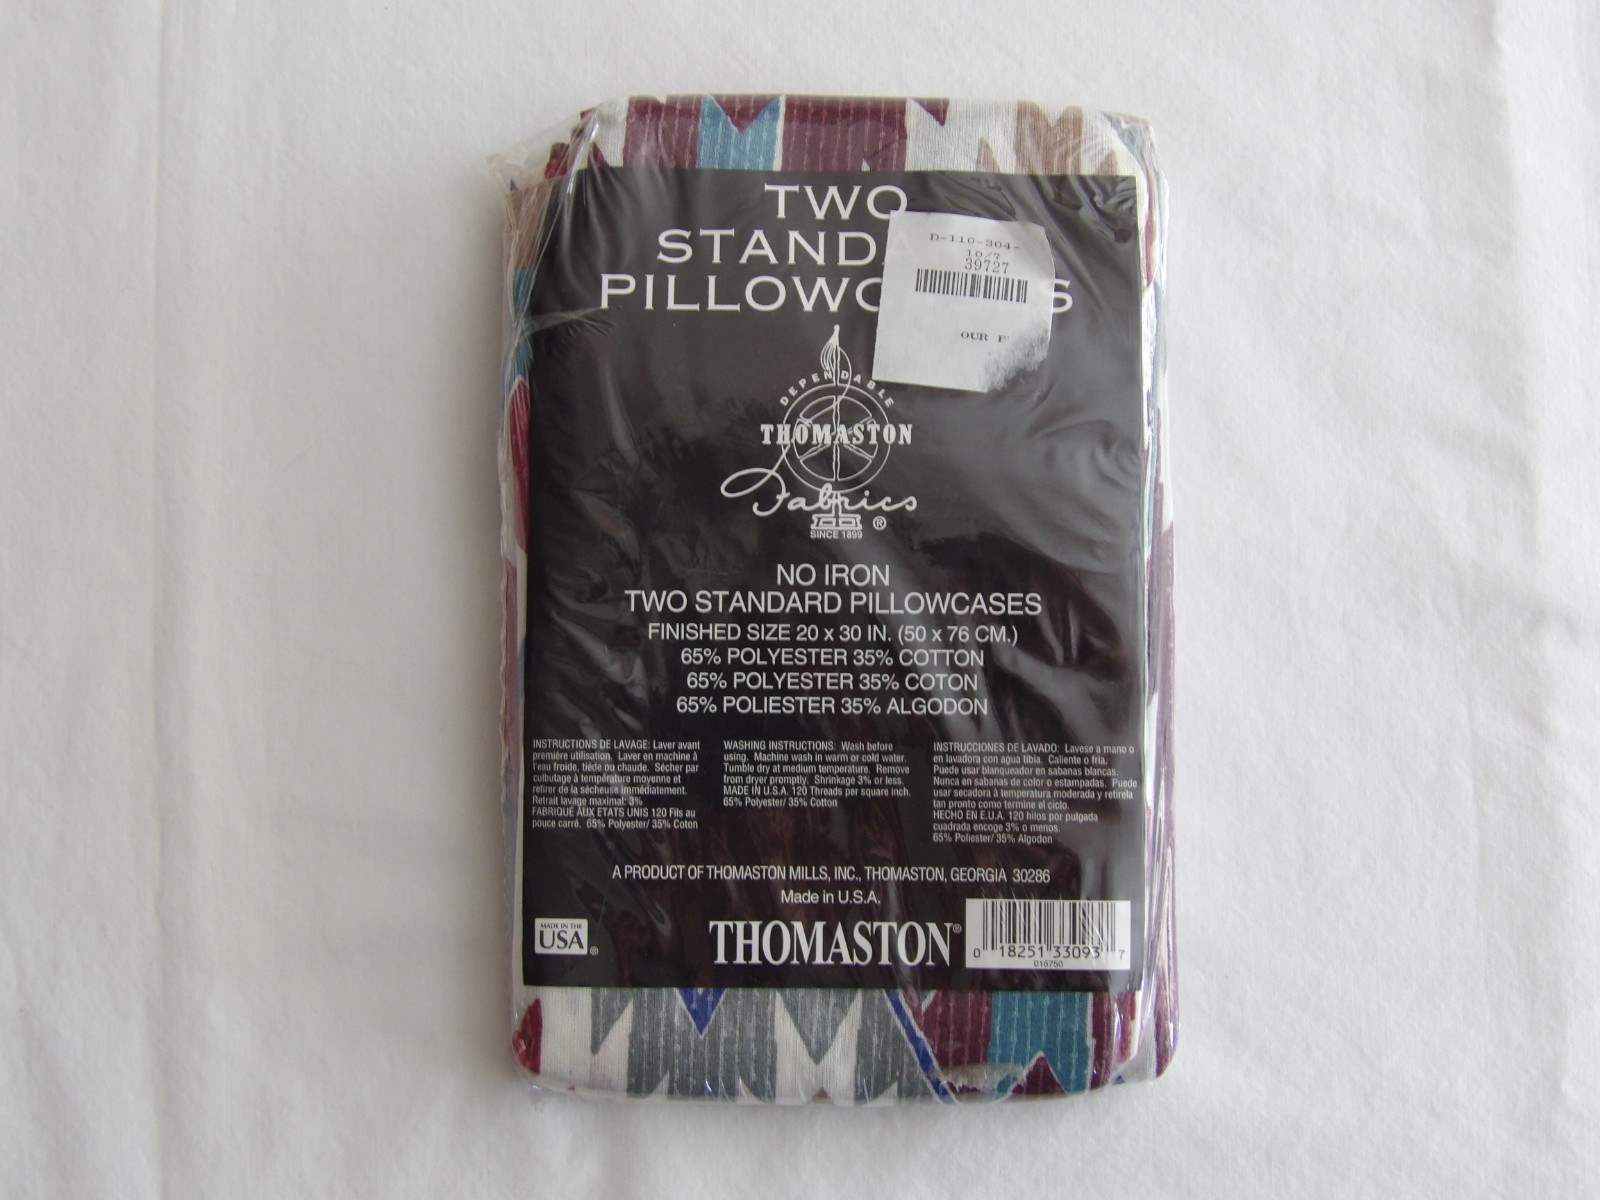 TWO
STANDA
PILLOWC S
D-110-304-
10/7
39727
OUR
DEPENDABLE
THOMASTON
Fabrics
®
SINCE 1899
NO IRON
TWO STANDARD PILLOWCASES
FINISHED SIZE 20 x 30 IN. (50 x 76 CM.)
65% POLYESTER 35% COTTON
65% POLYESTER 35% COTON
65% POLIESTER 35% ALGODON
INSTRUCTIONS DE LAVAGE: Laver avant
première utilisation. Laver en machine à
l'eau froide, tiède ou chaude. Sécher par
culbutage à température moyenne et
retirer de la sécheuse immédiatement.
Retrait lavage maximal: 3%
FABRIQUÉ AUX ETATS UNIS 120 Fils au
pouce carré. 65% Polyester/ 35% Coton
WASHING INSTRUCTIONS: Wash before
using. Machine wash in warm or cold water.
Tumble dry at medium temperature. Remove
from dryer promptly. Shrinkage 3% or less.
MADE IN U.S.A. 120 Threads per square inch.
65% Polyester/ 35% Cotton
INSTRUCCIONES DE LAVADO: Lavese a mano o
en lavadora con agua tibia. Caliente o fria.
Puede usar blanqueador en sabanas blancas.
Nunca en sabanas de color o estampadas. Puede
usar secadora à temperatura moderada y retirela
tan pronto como termine el ciclo.
HECHO EN E.U.A. 120 hilos por pulgada
cuadrada encoge 3% o menos.
65% Poliester/ 35% Algodon
A PRODUCT OF THOMASTON MILLS, INC., THOMASTON, GEORGIA 30286
Made in U.S.A.
MADE IN THE
USA®
THOMASTON®
0 18251 33093 7
016750